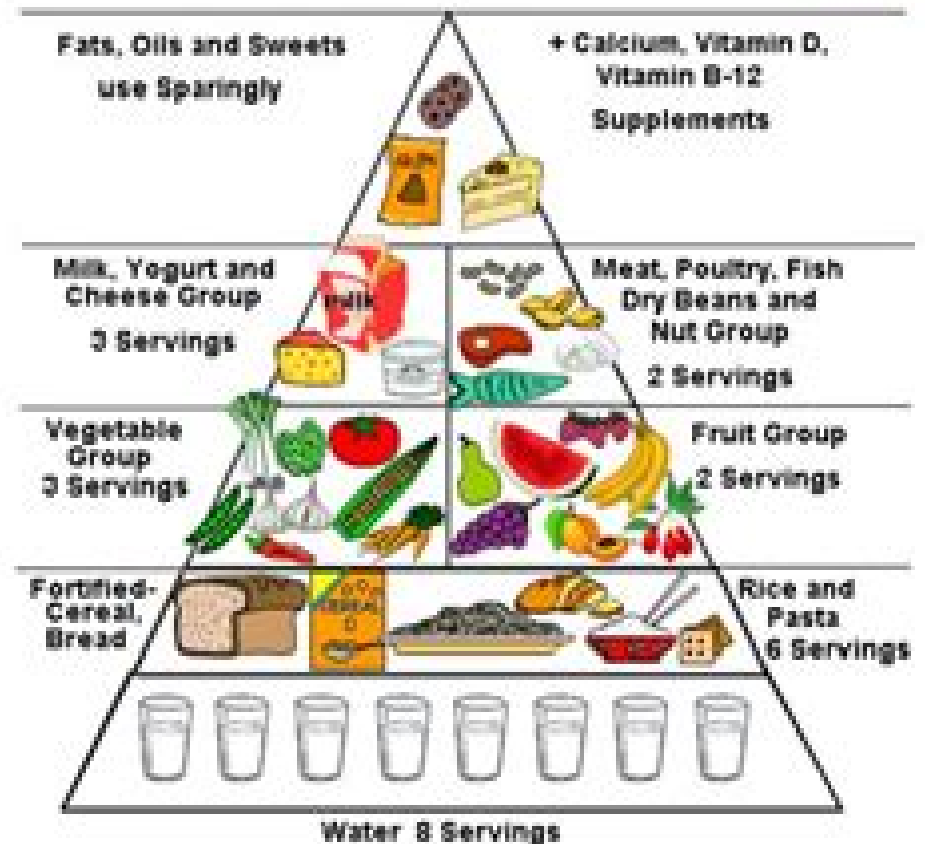 Fats, Oils and Sweets
use Sparingly
+ Calcium, Vitamin D,
Vitamin B-12
Supplements
Milk, Yogurt and
Cheese Group
3 Servings
milk
Meat, Poultry, Fish
Dry Beans and
Nut Group
2 Servings
Vegetable
Group
3 Servings
Fruit Group
2 Servings
Fortified-
Cereal,
Bread
CEREAL
Rice and
Pasta
6 Servings
Water 8 Servings